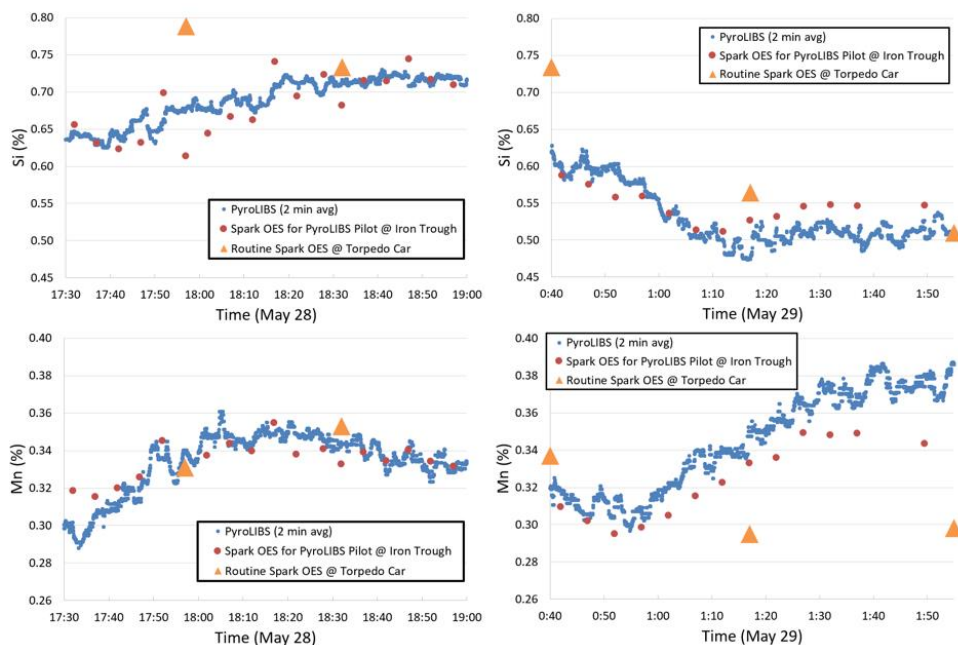 0.80
0.75
0.70
0.65
0.60
0.55
0.50
0.45
Si (%)
PyroLIBS (2 min avg)
Spark OES for PyroLIBS Pilot @ Iron Trough
Routine Spark OES @ Torpedo Car
17:30 17:40 17:50 18:00 18:10 18:20 18:30 18:40 18:50 19:00
Time (May 28)
0.80
0.75
0.70
0.65
0.60
0.55
0.50
0.45
Si (%)
PyroLIBS (2 min avg)
Spark OES for PyroLIBS Pilot @ Iron Trough
Routine Spark OES @ Torpedo Car
0:40 0:50 1:00 1:10 1:20 1:30 1:40 1:50
Time (May 29)
0.40
0.38
0.36
0.34
0.32
0.30
0.28
0.26
Mn (%)
PyroLIBS (2 min avg)
Spark OES for PyroLIBS Pilot @ Iron Trough
Routine Spark OES @ Torpedo Car
17:30 17:40 17:50 18:00 18:10 18:20 18:30 18:40 18:50 19:00
Time (May 28)
0.40
0.38
0.36
0.34
0.32
0.30
0.28
0.26
Mn (%)
PyroLIBS (2 min avg)
Spark OES for PyroLIBS Pilot @ Iron Trough
Routine Spark OES @ Torpedo Car
0:40 0:50 1:00 1:12 1:20 1:30 1:40 1:50
Time (May 29)